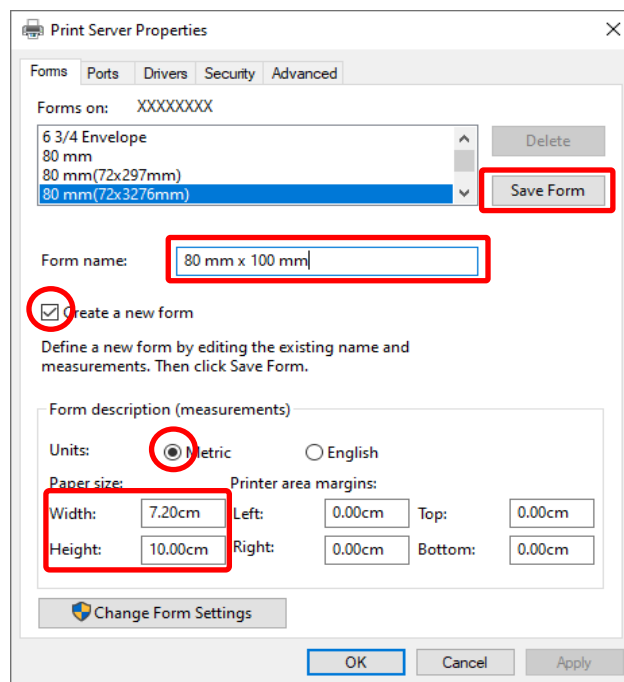 Print Server Properties
Forms Ports Drivers Security Advanced
Forms on: XXXXXXXX
6 3/4 Envelope
80 mm
80 mm(72x297mm)
80 mm(72x3276mm)
Delete
Save Form
Form name: 80 mm x 100 mm
Create a new form
Define a new form by editing the existing name and
measurements. Then click Save Form.
Form description (measurements)
Units: Metric English
Paper size: Printer area margins:
Width: 7.20cm Left: 0.00cm Top: 0.00cm
Height: 10.00cm Right: 0.00cm Bottom: 0.00cm
Change Form Settings
OK Cancel Apply